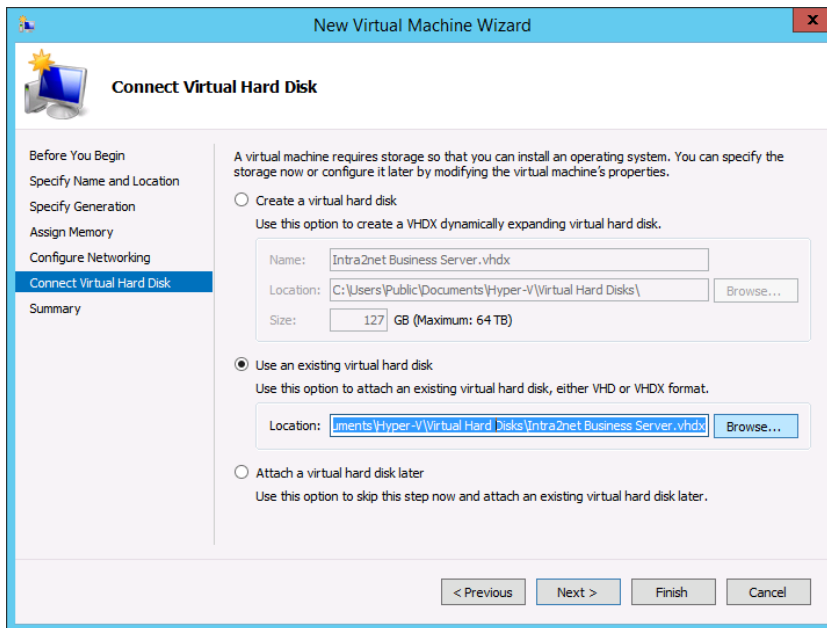 New Virtual Machine Wizard
x
Connect Virtual Hard Disk
Before You Begin
Specify Name and Location
Specify Generation
Assign Memory
Configure Networking
Connect Virtual Hard Disk
Summary
A virtual machine requires storage so that you can install an operating system. You can specify the
storage now or configure it later by modifying the virtual machine's properties.
Create a virtual hard disk
Use this option to create a VHDX dynamically expanding virtual hard disk.
Name: Intra2net Business Server.vhdx
Location: C:\Users\Public\Documents\Hyper-V\Virtual Hard Disks\ Browse...
Size: 127 GB (Maximum: 64 TB)
Use an existing virtual hard disk
Use this option to attach an existing virtual hard disk, either VHD or VHDX format.
Location: uments\Hyper-V\Virtual Hard Disks\Intra2net Business Server.vhdx Browse...
Attach a virtual hard disk later
Use this option to skip this step now and attach an existing virtual hard disk later.
< Previous Next > Finish Cancel